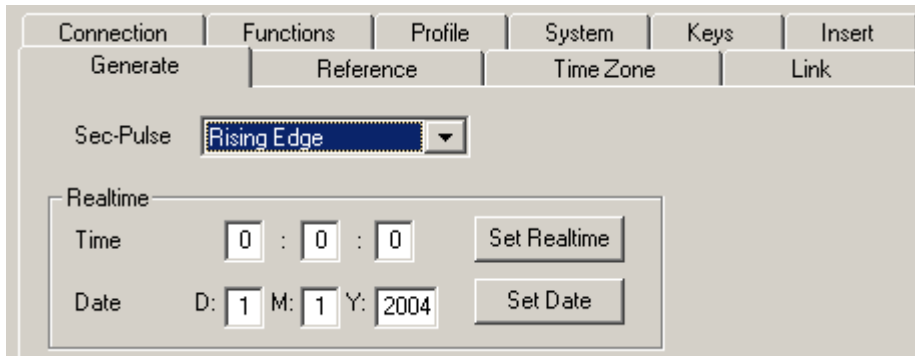 Connection Functions Profile System Keys Insert
Generate Reference Time Zone Link
Sec-Pulse Rising Edge
Realtime
Time 0 : 0 : 0 Set Realtime
Date D: 1 M: 1 Y: 2004 Set Date